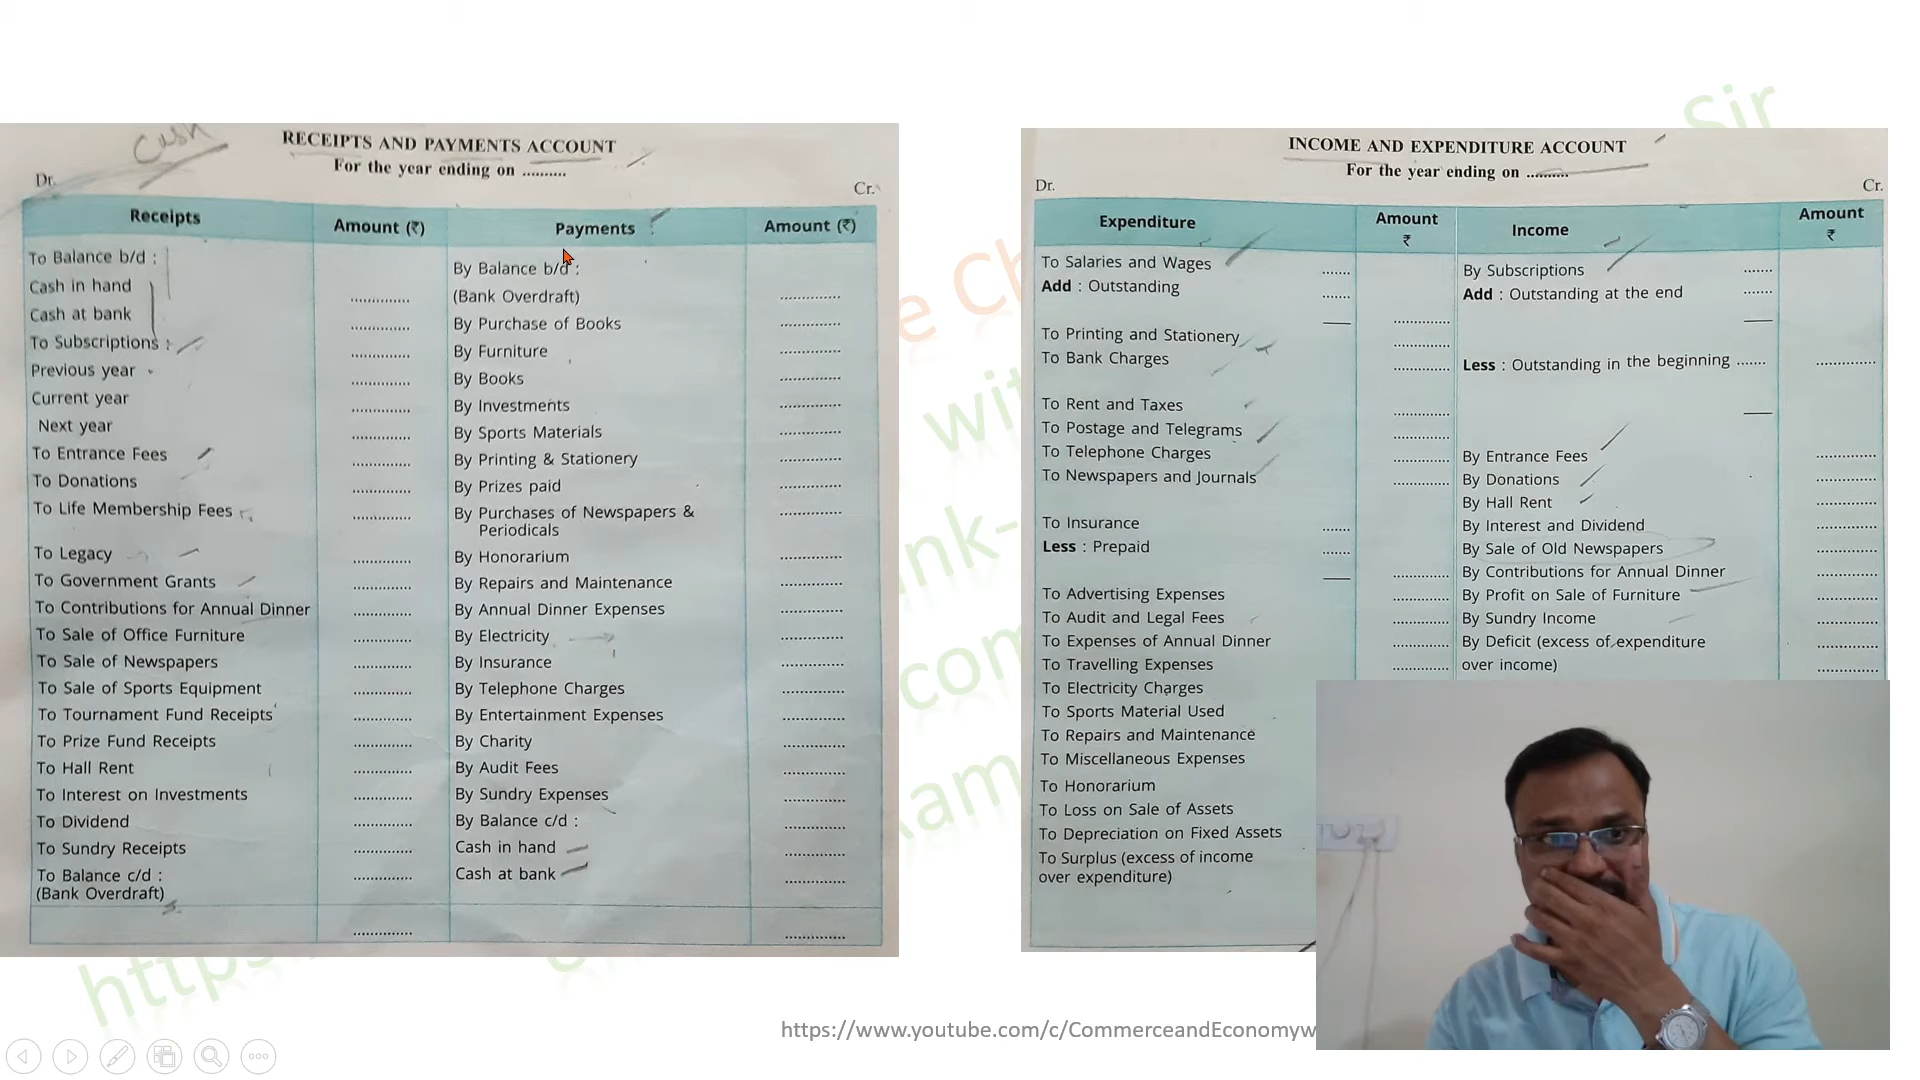 Sir
Cash
RECEIPTS AND PAYMENTS ACCOUNT
For the year ending on ..........
Dr.
Cr.
Receipts
Amount (₹)
Payments
Amount (₹)
To Balance b/d :
Cash in hand
Cash at bank
To Subscriptions :
Previous year
Current year
Next year
To Entrance Fees
To Donations
To Life Membership Fees
To Legacy
To Government Grants
To Contributions for Annual Dinner
To Sale of Office Furniture
To Sale of Newspapers
To Sale of Sports Equipment
To Tournament Fund Receipts
To Prize Fund Receipts
To Hall Rent
To Interest on Investments
To Dividend
To Sundry Receipts
To Balance c/d :
(Bank Overdraft)
By Balance b/d :
(Bank Overdraft)
By Purchase of Books
By Furniture
By Books
By Investments
By Sports Materials
By Printing & Stationery
By Prizes paid
By Purchases of Newspapers &
Periodicals
By Honorarium
By Repairs and Maintenance
By Annual Dinner Expenses
By Electricity
By Insurance
By Telephone Charges
By Entertainment Expenses
By Charity
By Audit Fees
By Sundry Expenses
By Balance c/d :
Cash in hand
Cash at bank
INCOME AND EXPENDITURE ACCOUNT
For the year ending on ..........
Dr.
Cr.
Expenditure
Amount
₹
Income
Amount
₹
To Salaries and Wages .......
Add : Outstanding .......
To Printing and Stationery
To Bank Charges
To Rent and Taxes
To Postage and Telegrams
To Telephone Charges
To Newspapers and Journals
To Insurance .......
Less : Prepaid .......
To Advertising Expenses
To Audit and Legal Fees
To Expenses of Annual Dinner
To Travelling Expenses
To Electricity Charges
To Sports Material Used
To Repairs and Maintenance
To Miscellaneous Expenses
To Honorarium
To Loss on Sale of Assets
To Depreciation on Fixed Assets
To Surplus (excess of income
over expenditure)
By Subscriptions .......
Add : Outstanding at the end .......
Less : Outstanding in the beginning .......
By Entrance Fees
By Donations
By Hall Rent
By Interest and Dividend
By Sale of Old Newspapers
By Contributions for Annual Dinner
By Profit on Sale of Furniture
By Sundry Income
By Deficit (excess of expenditure
over income)
https://www.youtube.com/c/CommerceandEconomyw